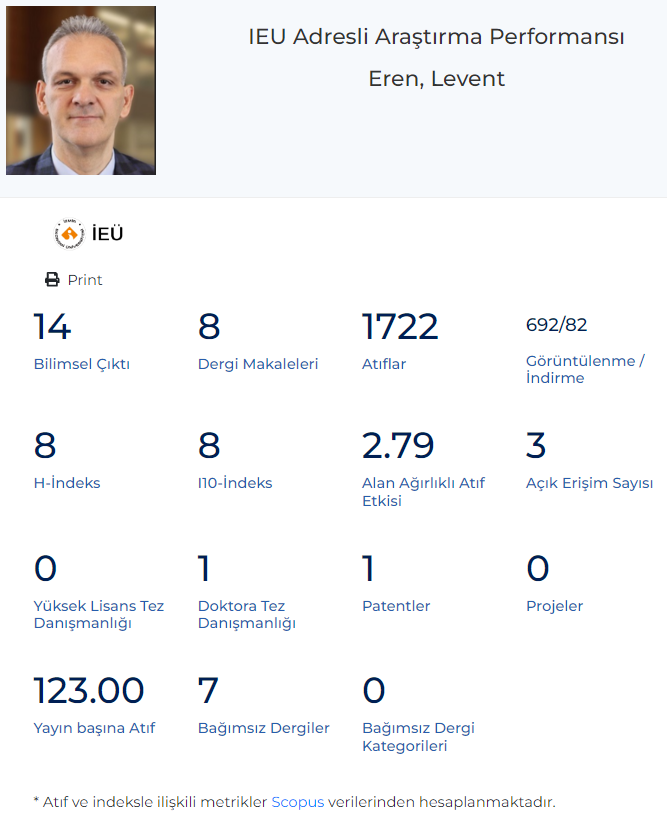 IEU Adresli Araştırma Performansı
Eren, Levent
İEÜ
Print
14
Bilimsel Çıktı
8
Dergi Makaleleri
1722
Atıflar
692/82
Görüntülenme /
İndirme
8
H-İndeks
8
I10-İndeks
2.79
Alan Ağırlıklı Atıf
Etkisi
3
Açık Erişim Sayısı
0
Yüksek Lisans Tez
Danışmanlığı
1
Doktora Tez
Danışmanlığı
1
Patentler
0
Projeler
123.00
Yayın başına Atıf
7
Bağımsız Dergiler
0
Bağımsız Dergi
Kategorileri
* Atıf ve indeksle ilişkili metrikler Scopus verilerinden hesaplanmaktadır.